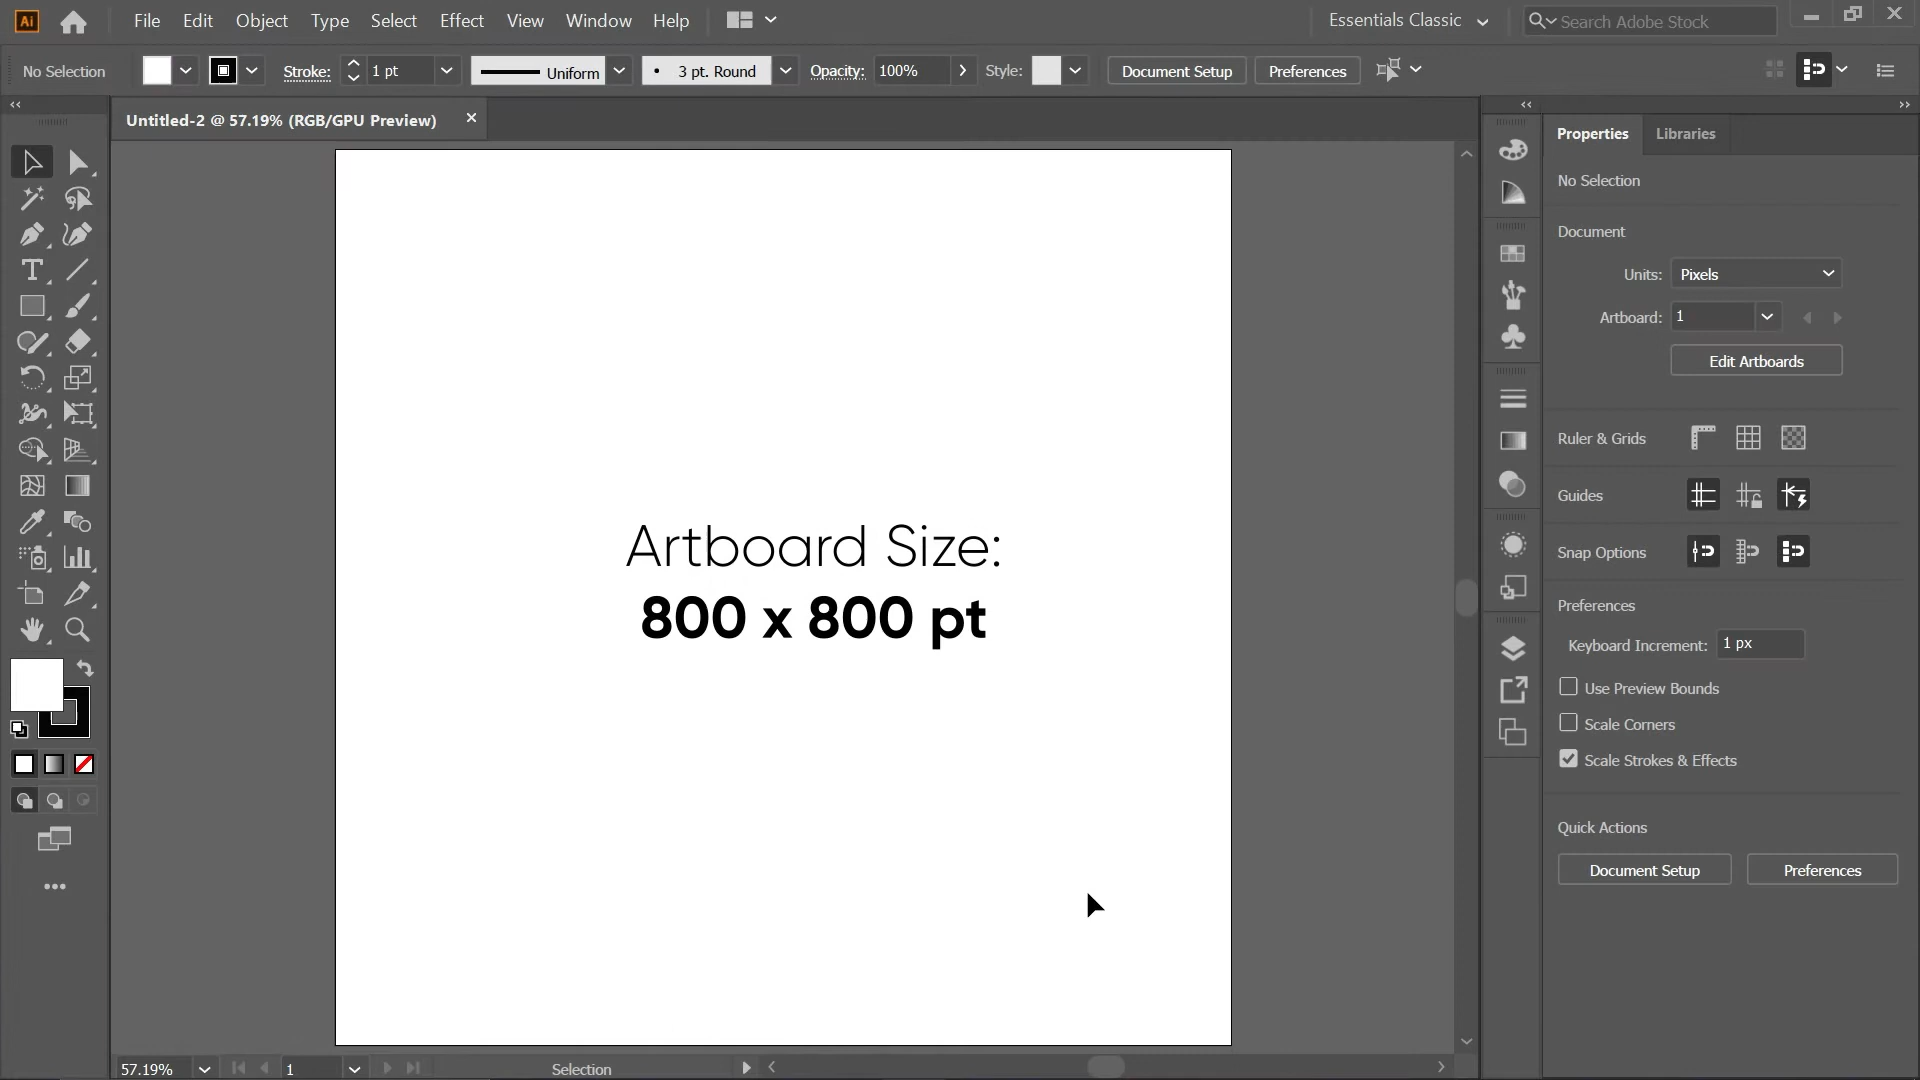 Ai File Edit Object Type Select Effect View Window Help Essentials Classic Search Adobe Stock
No Selection Stroke: 1 pt Uniform 3 pt. Round Opacity: 100% Style: Document Setup Preferences
Untitled-2 @ 57.19% (RGB/GPU Preview)
Properties Libraries
No Selection
Document
Units: Pixels
Artboard: 1
Edit Artboards
Ruler & Grids
Guides
Snap Options
Artboard Size:
800 x 800 pt
Preferences
Keyboard Increment: 1 px
Use Preview Bounds
Scale Corners
Scale Strokes & Effects
Quick Actions
Document Setup Preferences
57.19% 1 Selection